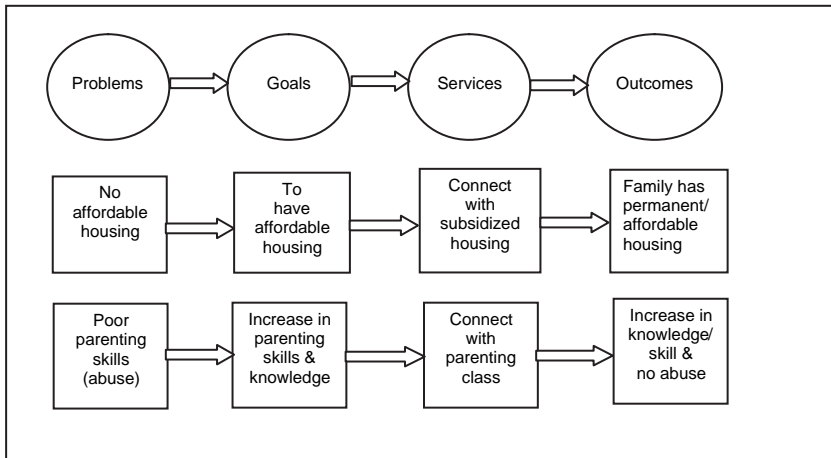 Problems
Goals
Services
Outcomes
No
affordable
housing
To
have
affordable
housing
Connect
with
subsidized
housing
Family has
permanent/
affordable
housing
Poor
parenting
skills
(abuse)
Increase in
parenting
skills &
knowledge
Connect
with
parenting
class
Increase in
knowledge/
skill &
no abuse